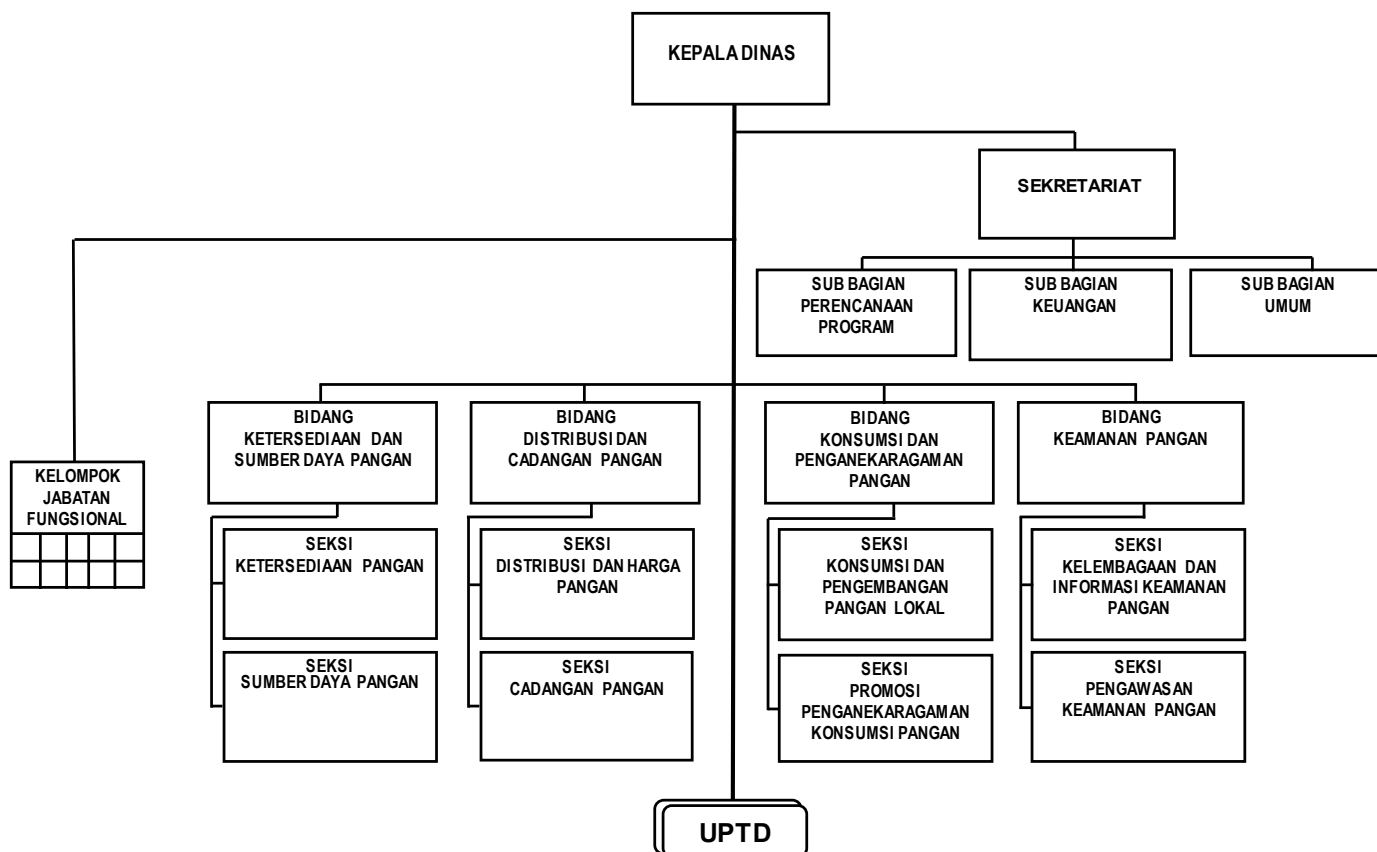 KEPALA DINAS
SEKRETARIAT
SUB BAGIAN
PERENCANAAN
PROGRAM
SUB BAGIAN
KEUANGAN
SUB BAGIAN
UMUM
KELOMPOK
JABATAN
FUNGSIONAL
BIDANG
KETERSEDIAAN DAN
SUMBER DAYA PANGAN
BIDANG
DISTRIBUSI DAN
CADANGAN PANGAN
BIDANG
KONSUMSI DAN
PENGANEKARAGAMAN
PANGAN
BIDANG
KEAMANAN PANGAN
SEKSI
KETERSEDIAAN PANGAN
SEKSI
DISTRIBUSI DAN HARGA
PANGAN
SEKSI
KONSUMSI DAN
PENGEMBANGAN
PANGAN LOKAL
SEKSI
KELEMBAGAAN DAN
INFORMASI KEAMANAN
PANGAN
SEKSI
SUMBER DAYA PANGAN
SEKSI
CADANGAN PANGAN
SEKSI
PROMOSI
PENGANEKARAGAMAN
KONSUMSI PANGAN
SEKSI
PENGAWASAN
KEAMANAN PANGAN
UPTD